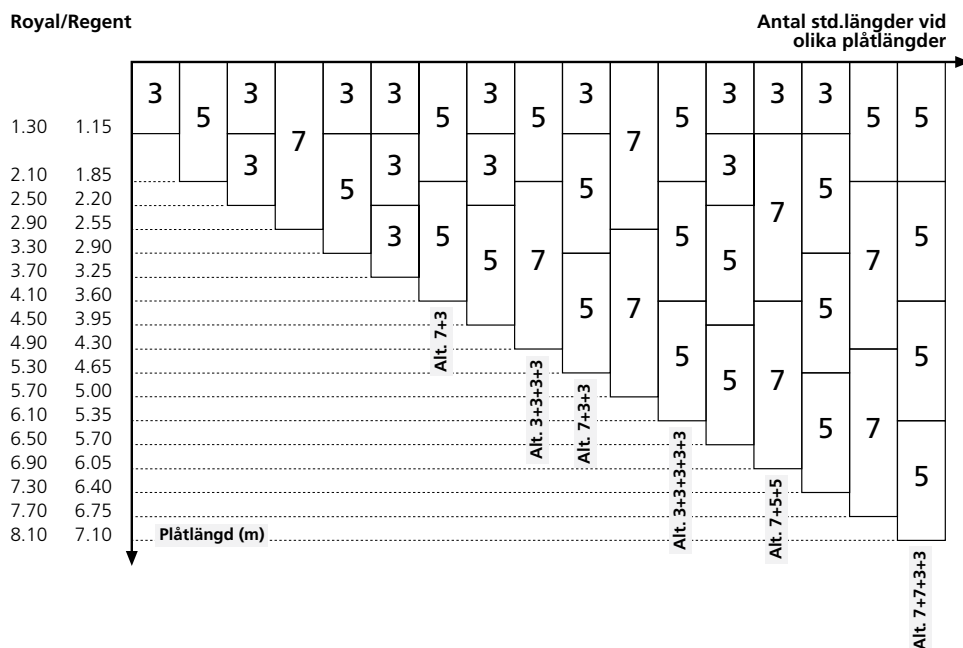 Royal/Regent
Antal std.längder vid
olika plåtlängder
3 5 3 7 3 3 5 3 5 3 7 5 3 3 3 5 5
1.30 1.15
3 5 3 3 5 3 7 5 5
2.10 1.85
2.50 2.20
2.90 2.55
3.30 2.90
3 5 5 7 5 7 5 5 7 5 7 5
3.70 3.25
4.10 3.60
4.50 3.95
4.90 4.30
5.30 4.65
5.70 5.00
5 5 7 5 5
6.10 5.35
6.50 5.70
6.90 6.05
7.30 6.40
5 7 5
7.70 6.75
8.10 7.10
Plåtlängd (m)
Alt. 7+3
Alt. 3+3+3+3
Alt. 7+3+3
Alt. 3+3+3+3+3
Alt. 7+5+5
Alt. 7+7+3+3